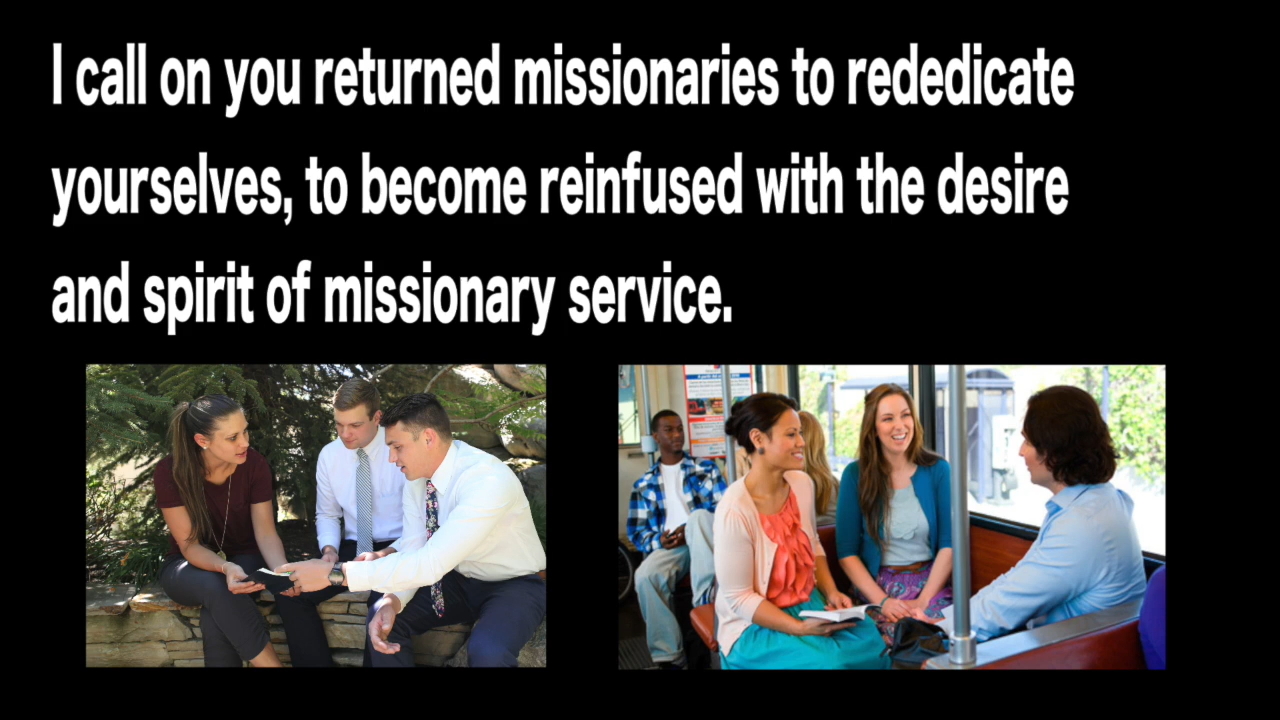 I call on you returned missionaries to rededicate
yourselves, to become reinfused with the desire
and spirit of missionary service.